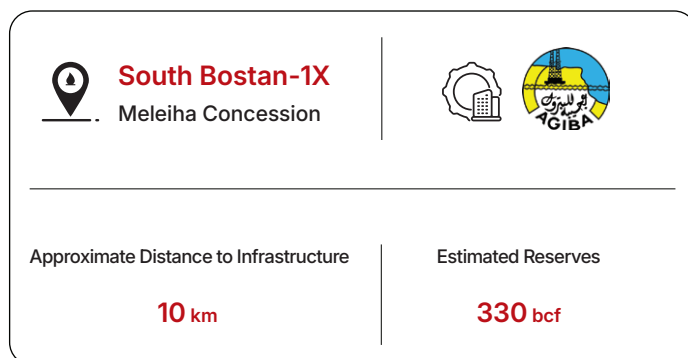 South Bostan-1X
Meleiha Concession
AGIBA
Approximate Distance to Infrastructure
10 km
Estimated Reserves
330 bcf